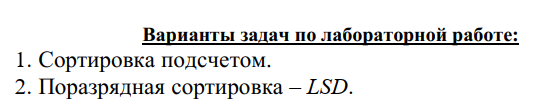 Варианты задач по лабораторной работе:
1. Сортировка подсчетом.
2. Поразрядная сортировка – LSD.